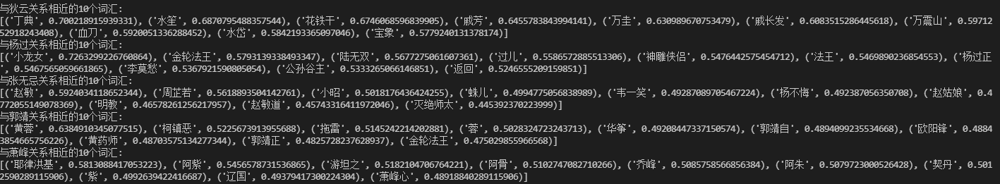 与狄云关系相近的10个词汇:
[('丁典', 0.700218915939331), ('水笙', 0.6870795488357544), ('花铁干', 0.6746068596839905), ('戚芳', 0.6455783843994141), ('万圭', 0.630989670753479), ('戚长发', 0.6083515286445618), ('万震山', 0.59712
52918243408), ('血刀', 0.5920051336288452), ('水岱', 0.5842193365097046), ('宝象', 0.5779240131378174)]
与杨过关系相近的10个词汇:
[('小龙女', 0.7263299226760864), ('金轮法王', 0.5793139338493347), ('陆无双', 0.5677275061607361), ('过儿', 0.5586572885513306), ('神雕侠侣', 0.5476442575454712), ('法王', 0.5469890236854553), ('杨过正
', 0.5467565059661865), ('李莫愁', 0.5367921590805054), ('公孙谷主', 0.5333265066146851), ('返回', 0.5246555209159851)]
与张无忌关系相近的10个词汇:
[('赵敏', 0.5924034118652344), ('周芷若', 0.5618893504142761), ('小昭', 0.5018176436424255), ('蛛儿', 0.4994775056838989), ('韦一笑', 0.49287089705467224), ('杨不悔', 0.492387056350708), ('赵姑娘', 0.4
772055149078369), ('明教', 0.46578261256217957), ('赵敏道', 0.45743316411972046), ('灭绝师太', 0.445392370223999)]
与郭靖关系相近的10个词汇:
[('黄蓉', 0.6384910345077515), ('柯镇恶', 0.5225673913955688), ('拖雷', 0.5145242214202881), ('蓉', 0.5028324723243713), ('华筝', 0.49208447337150574), ('郭靖自', 0.4894099235534668), ('欧阳锋', 0.48843
43854665756226), ('黄药师', 0.48703575134277344), ('郭靖正', 0.4825728237628937), ('金轮法王', 0.475029855966568)]
与萧峰关系相近的10个词汇:
[('耶律洪基', 0.5813088417053223), ('阿紫', 0.5456578731536865), ('游坦之', 0.5182104706764221), ('阿骨', 0.5102747082710266), ('乔峰', 0.5085758566856384), ('阿朱', 0.5079723000526428), ('契丹', 0.501
2590289115906), ('紫', 0.4992639422416687), ('辽国', 0.49379417300224304), ('萧峰心', 0.48918840289115906)]